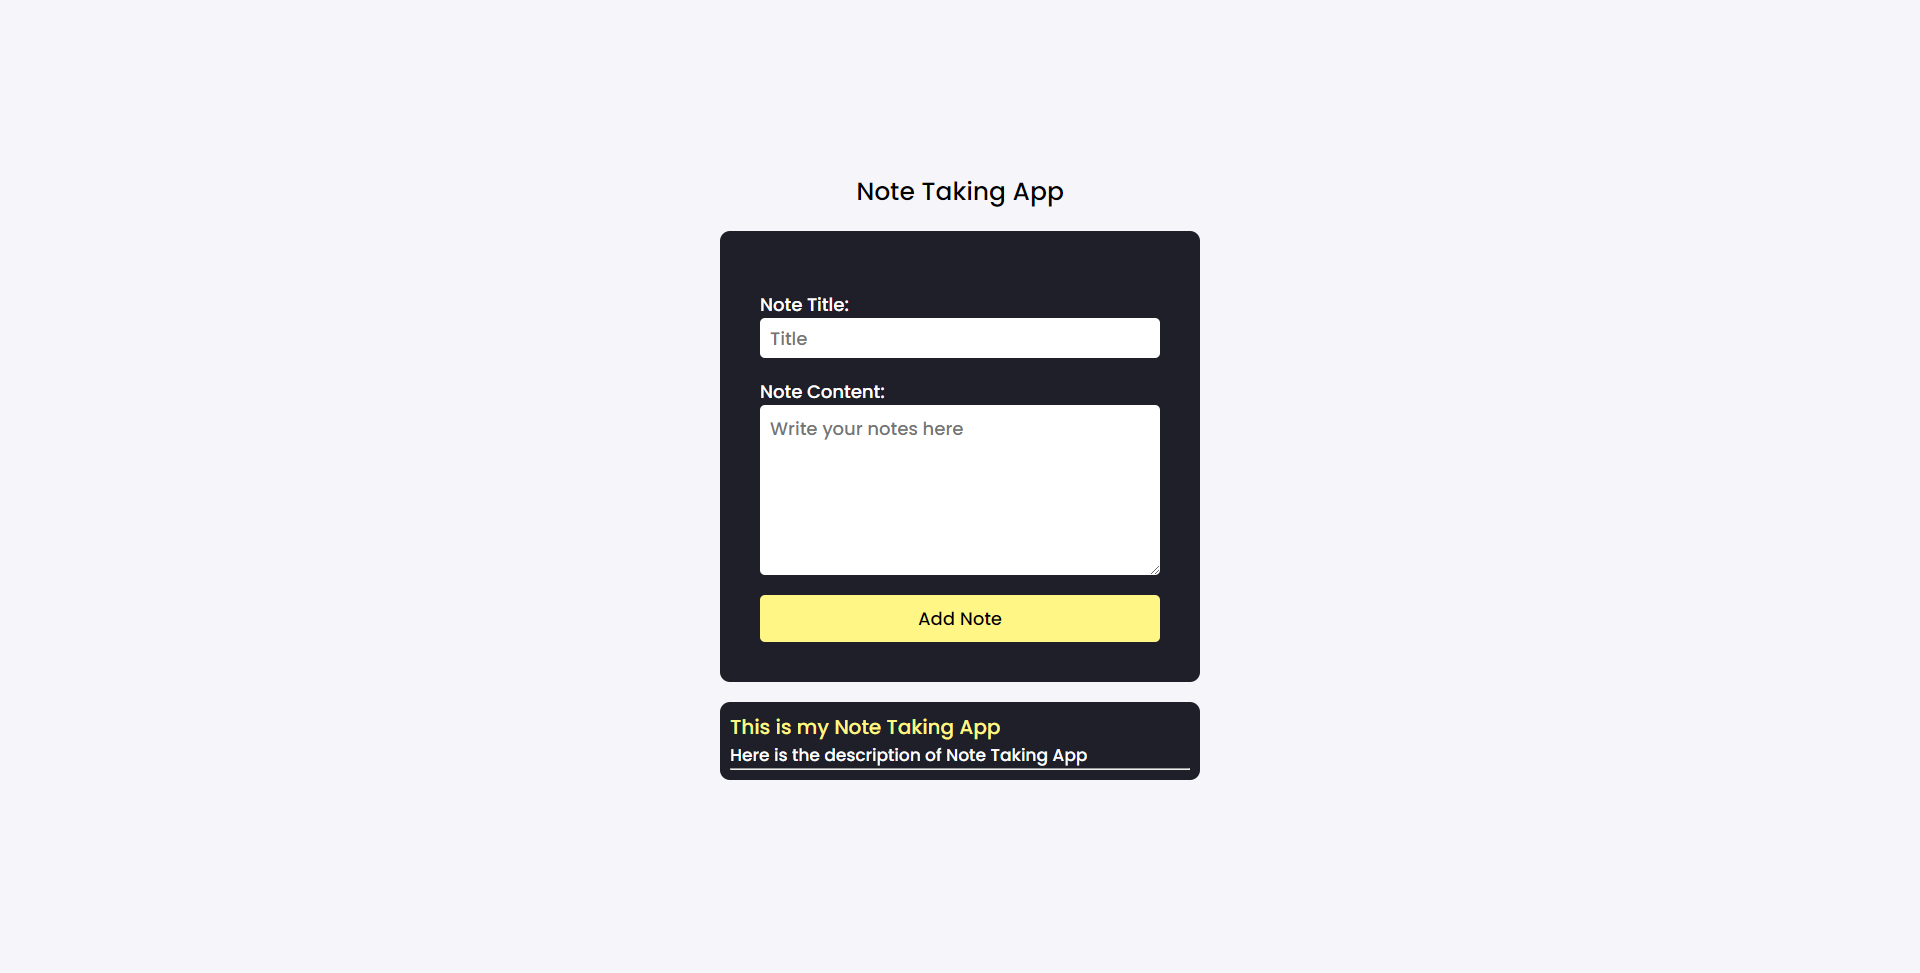 Note Taking App
Note Title:
Title
Note Content:
Write your notes here
Add Note
This is my Note Taking App
Here is the description of Note Taking App